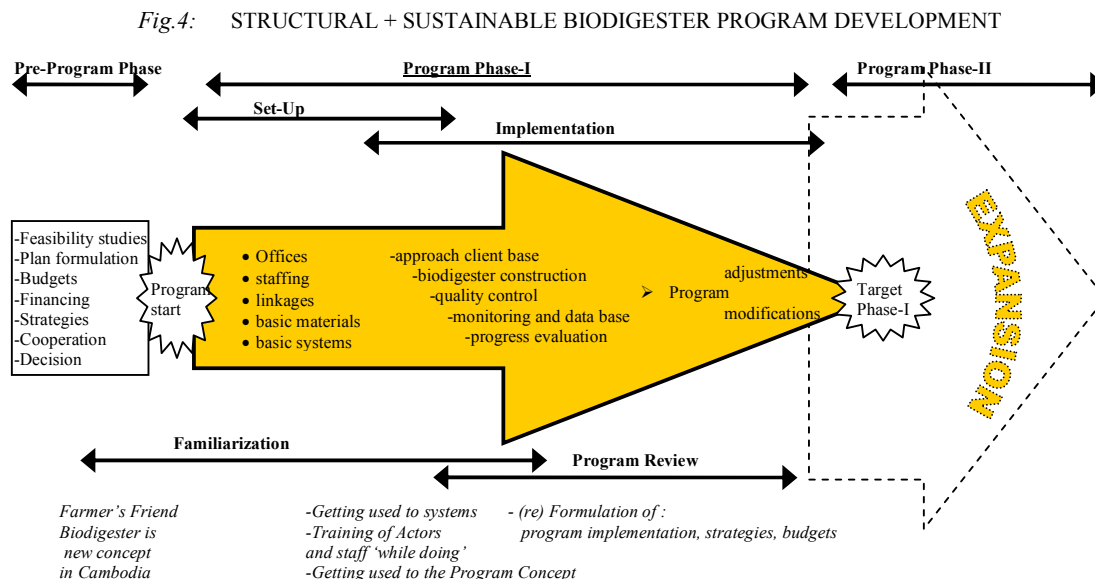 Fig.4: STRUCTURAL + SUSTAINABLE BIODIGESTER PROGRAM DEVELOPMENT
Pre-Program Phase
Program Phase-I
Program Phase-II
Set-Up
Implementation
-Feasibility studies
-Plan formulation
-Budgets
-Financing
-Strategies
-Cooperation
-Decision
Program
start
• Offices
• staffing
• linkages
• basic materials
• basic systems
-approach client base
-biodigester construction
-quality control
-monitoring and data base
-progress evaluation
➢ Program
adjustments
modifications
Target
Phase-I
EXPANSION
Familiarization
Program Review
Farmer's Friend
Biodigester is
new concept
in Cambodia
-Getting used to systems
-Training of Actors
and staff 'while doing'
-Getting used to the Program Concept
- (re) Formulation of :
program implementation, strategies, budgets